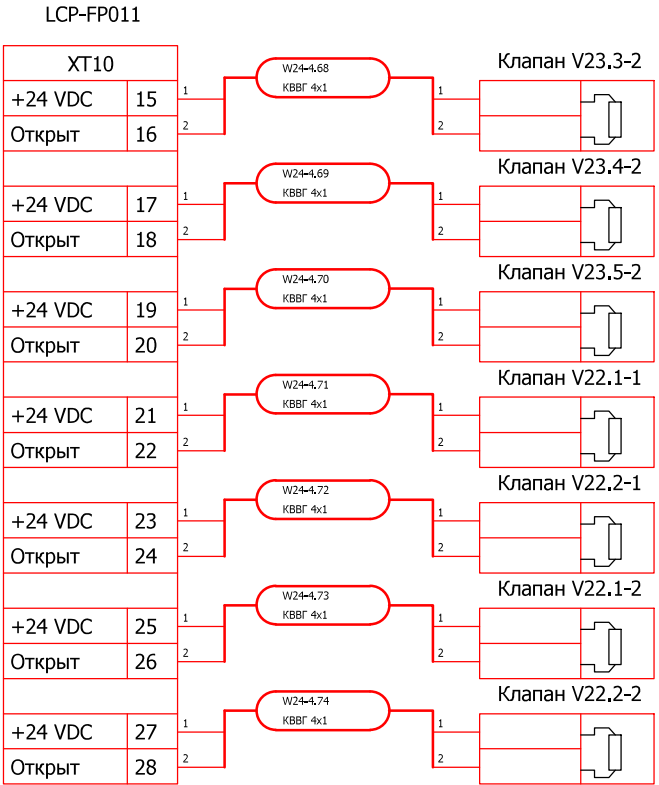 LCP-FP011
XT10
W24-4.68
КВВГ 4x1
Клапан V23.3-2
+24 VDC 15 1 1
Открыт 16 2 2
W24-4.69
КВВГ 4x1
Клапан V23.4-2
+24 VDC 17 1 1
Открыт 18 2 2
W24-4.70
КВВГ 4x1
Клапан V23.5-2
+24 VDC 19 1 1
Открыт 20 2 2
W24-4.71
КВВГ 4x1
Клапан V22.1-1
+24 VDC 21 1 1
Открыт 22 2 2
W24-4.72
КВВГ 4x1
Клапан V22.2-1
+24 VDC 23 1 1
Открыт 24 2 2
W24-4.73
КВВГ 4x1
Клапан V22.1-2
+24 VDC 25 1 1
Открыт 26 2 2
W24-4.74
КВВГ 4x1
Клапан V22.2-2
+24 VDC 27 1 1
Открыт 28 2 2